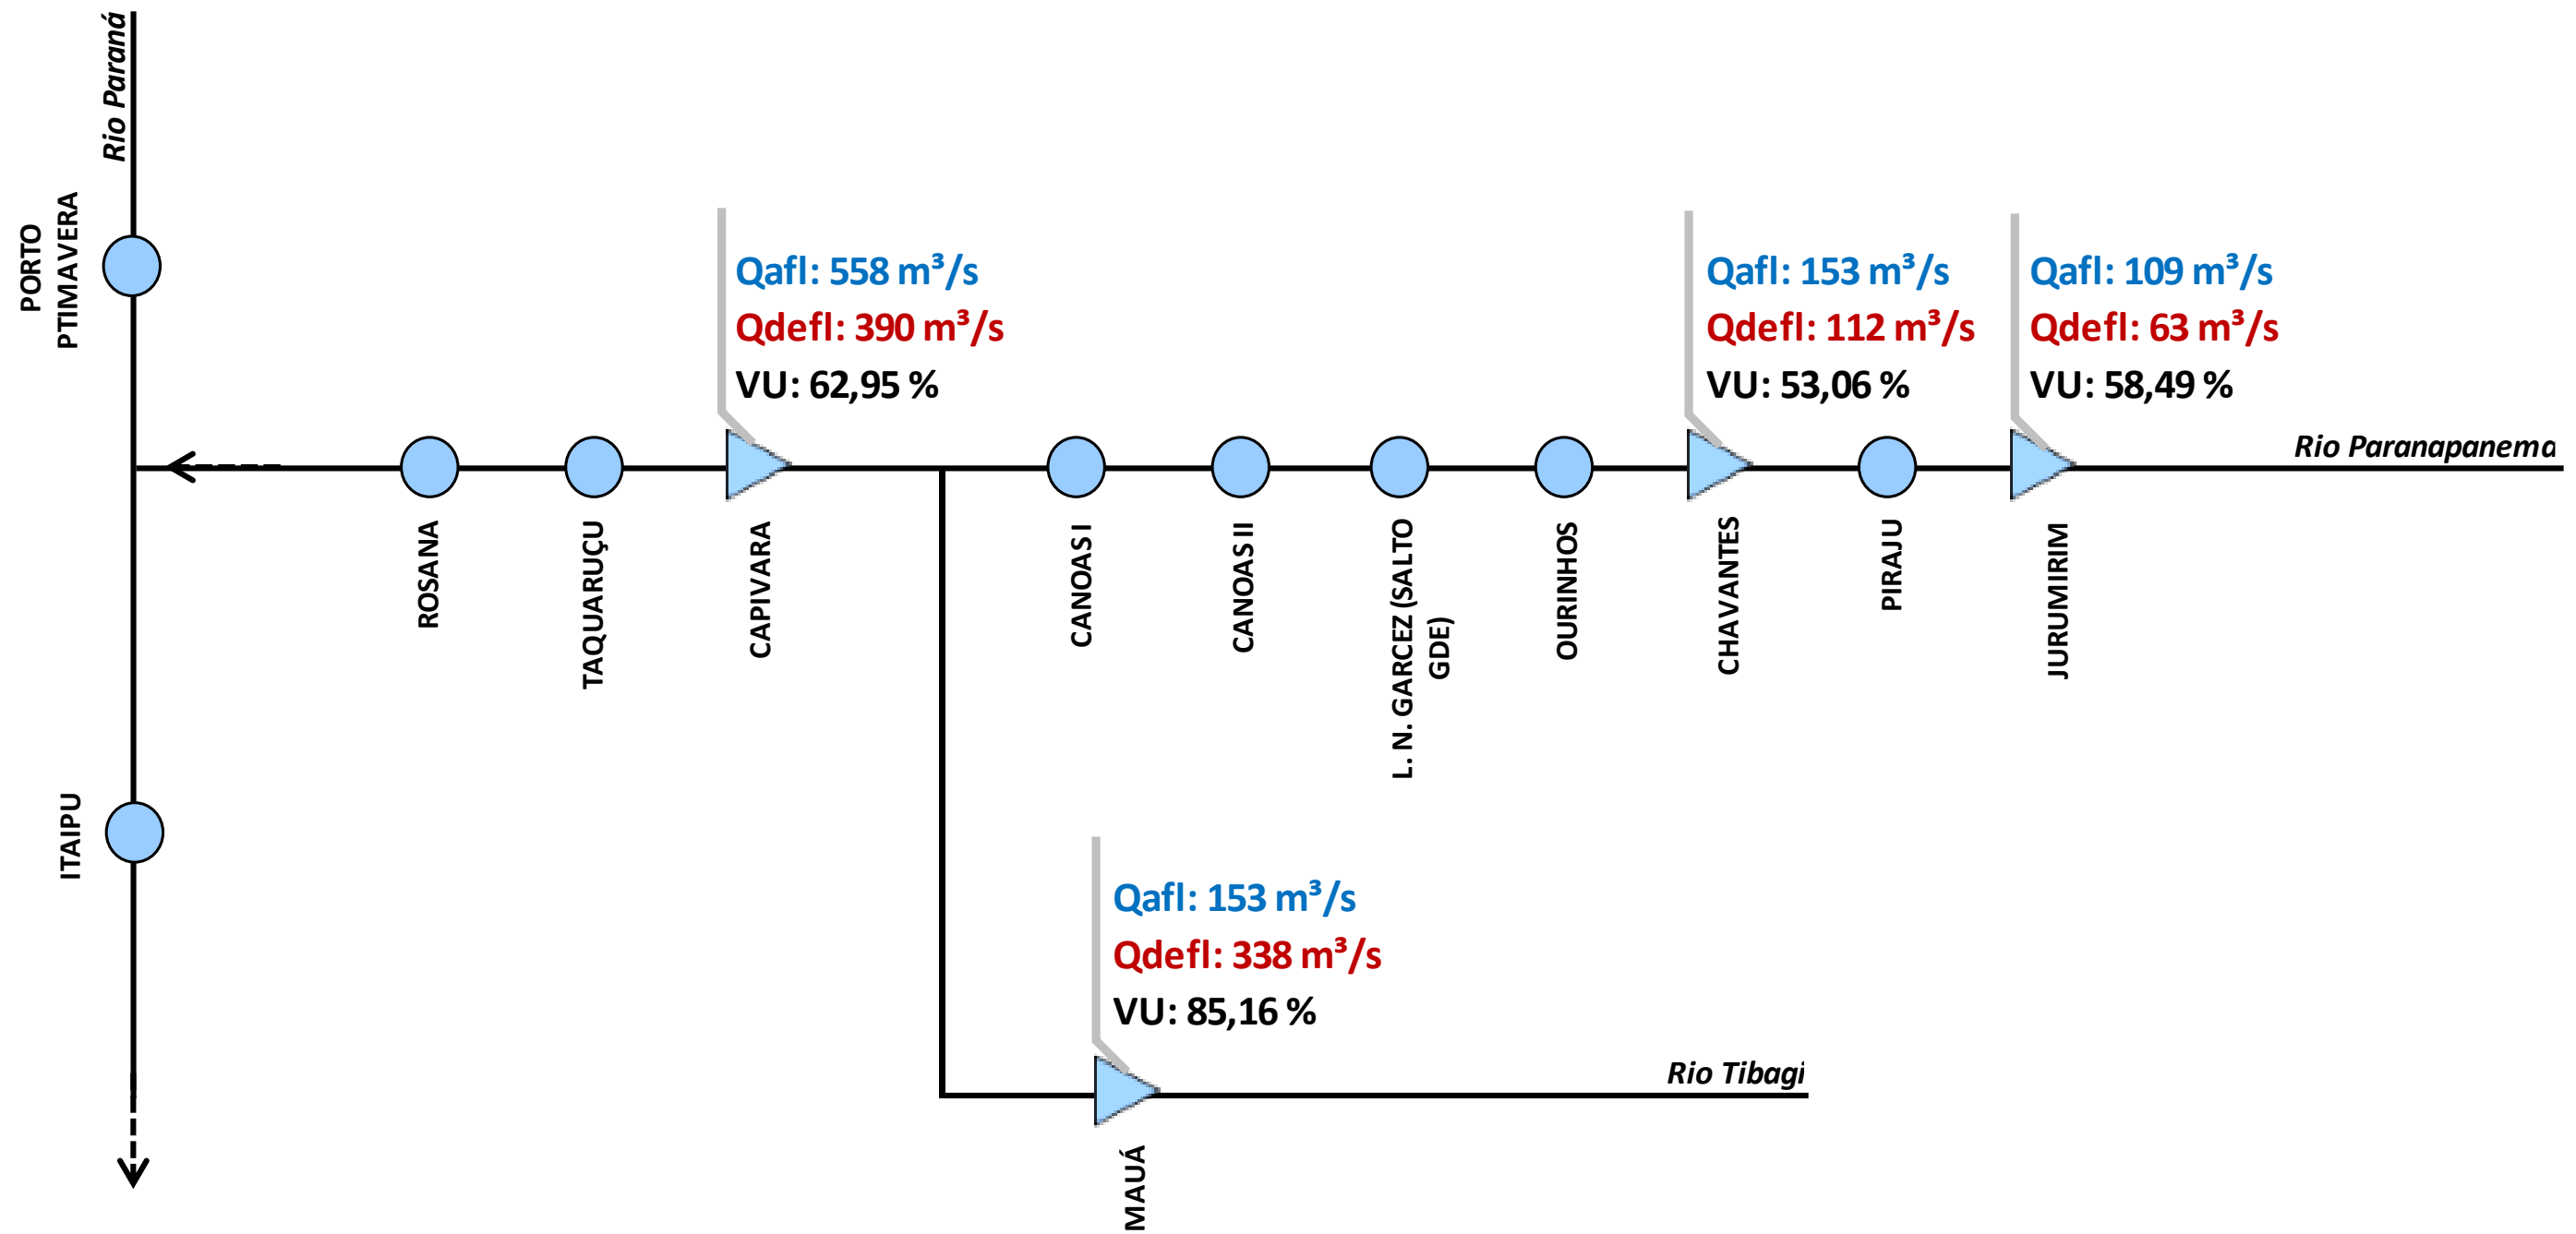 Rio Paraná
PORTO
PTIMAVERA
Qafl: 558 m³/s
Qdefl: 390 m³/s
VU: 62,95 %
Qafl: 153 m³/s
Qdefl: 112 m³/s
VU: 53,06 %
Qafl: 109 m³/s
Qdefl: 63 m³/s
VU: 58,49 %
Rio Paranapanema
ROSANA
TAQUARUÇU
CAPIVARA
CANOAS I
CANOAS II
L. N. GARCEZ (SALTO
GDE)
OURINHOS
CHAVANTES
PIRAJU
JURUMIRIM
ITAIPU
Qafl: 153 m³/s
Qdefl: 338 m³/s
VU: 85,16 %
Rio Tibagi
MAUÁ